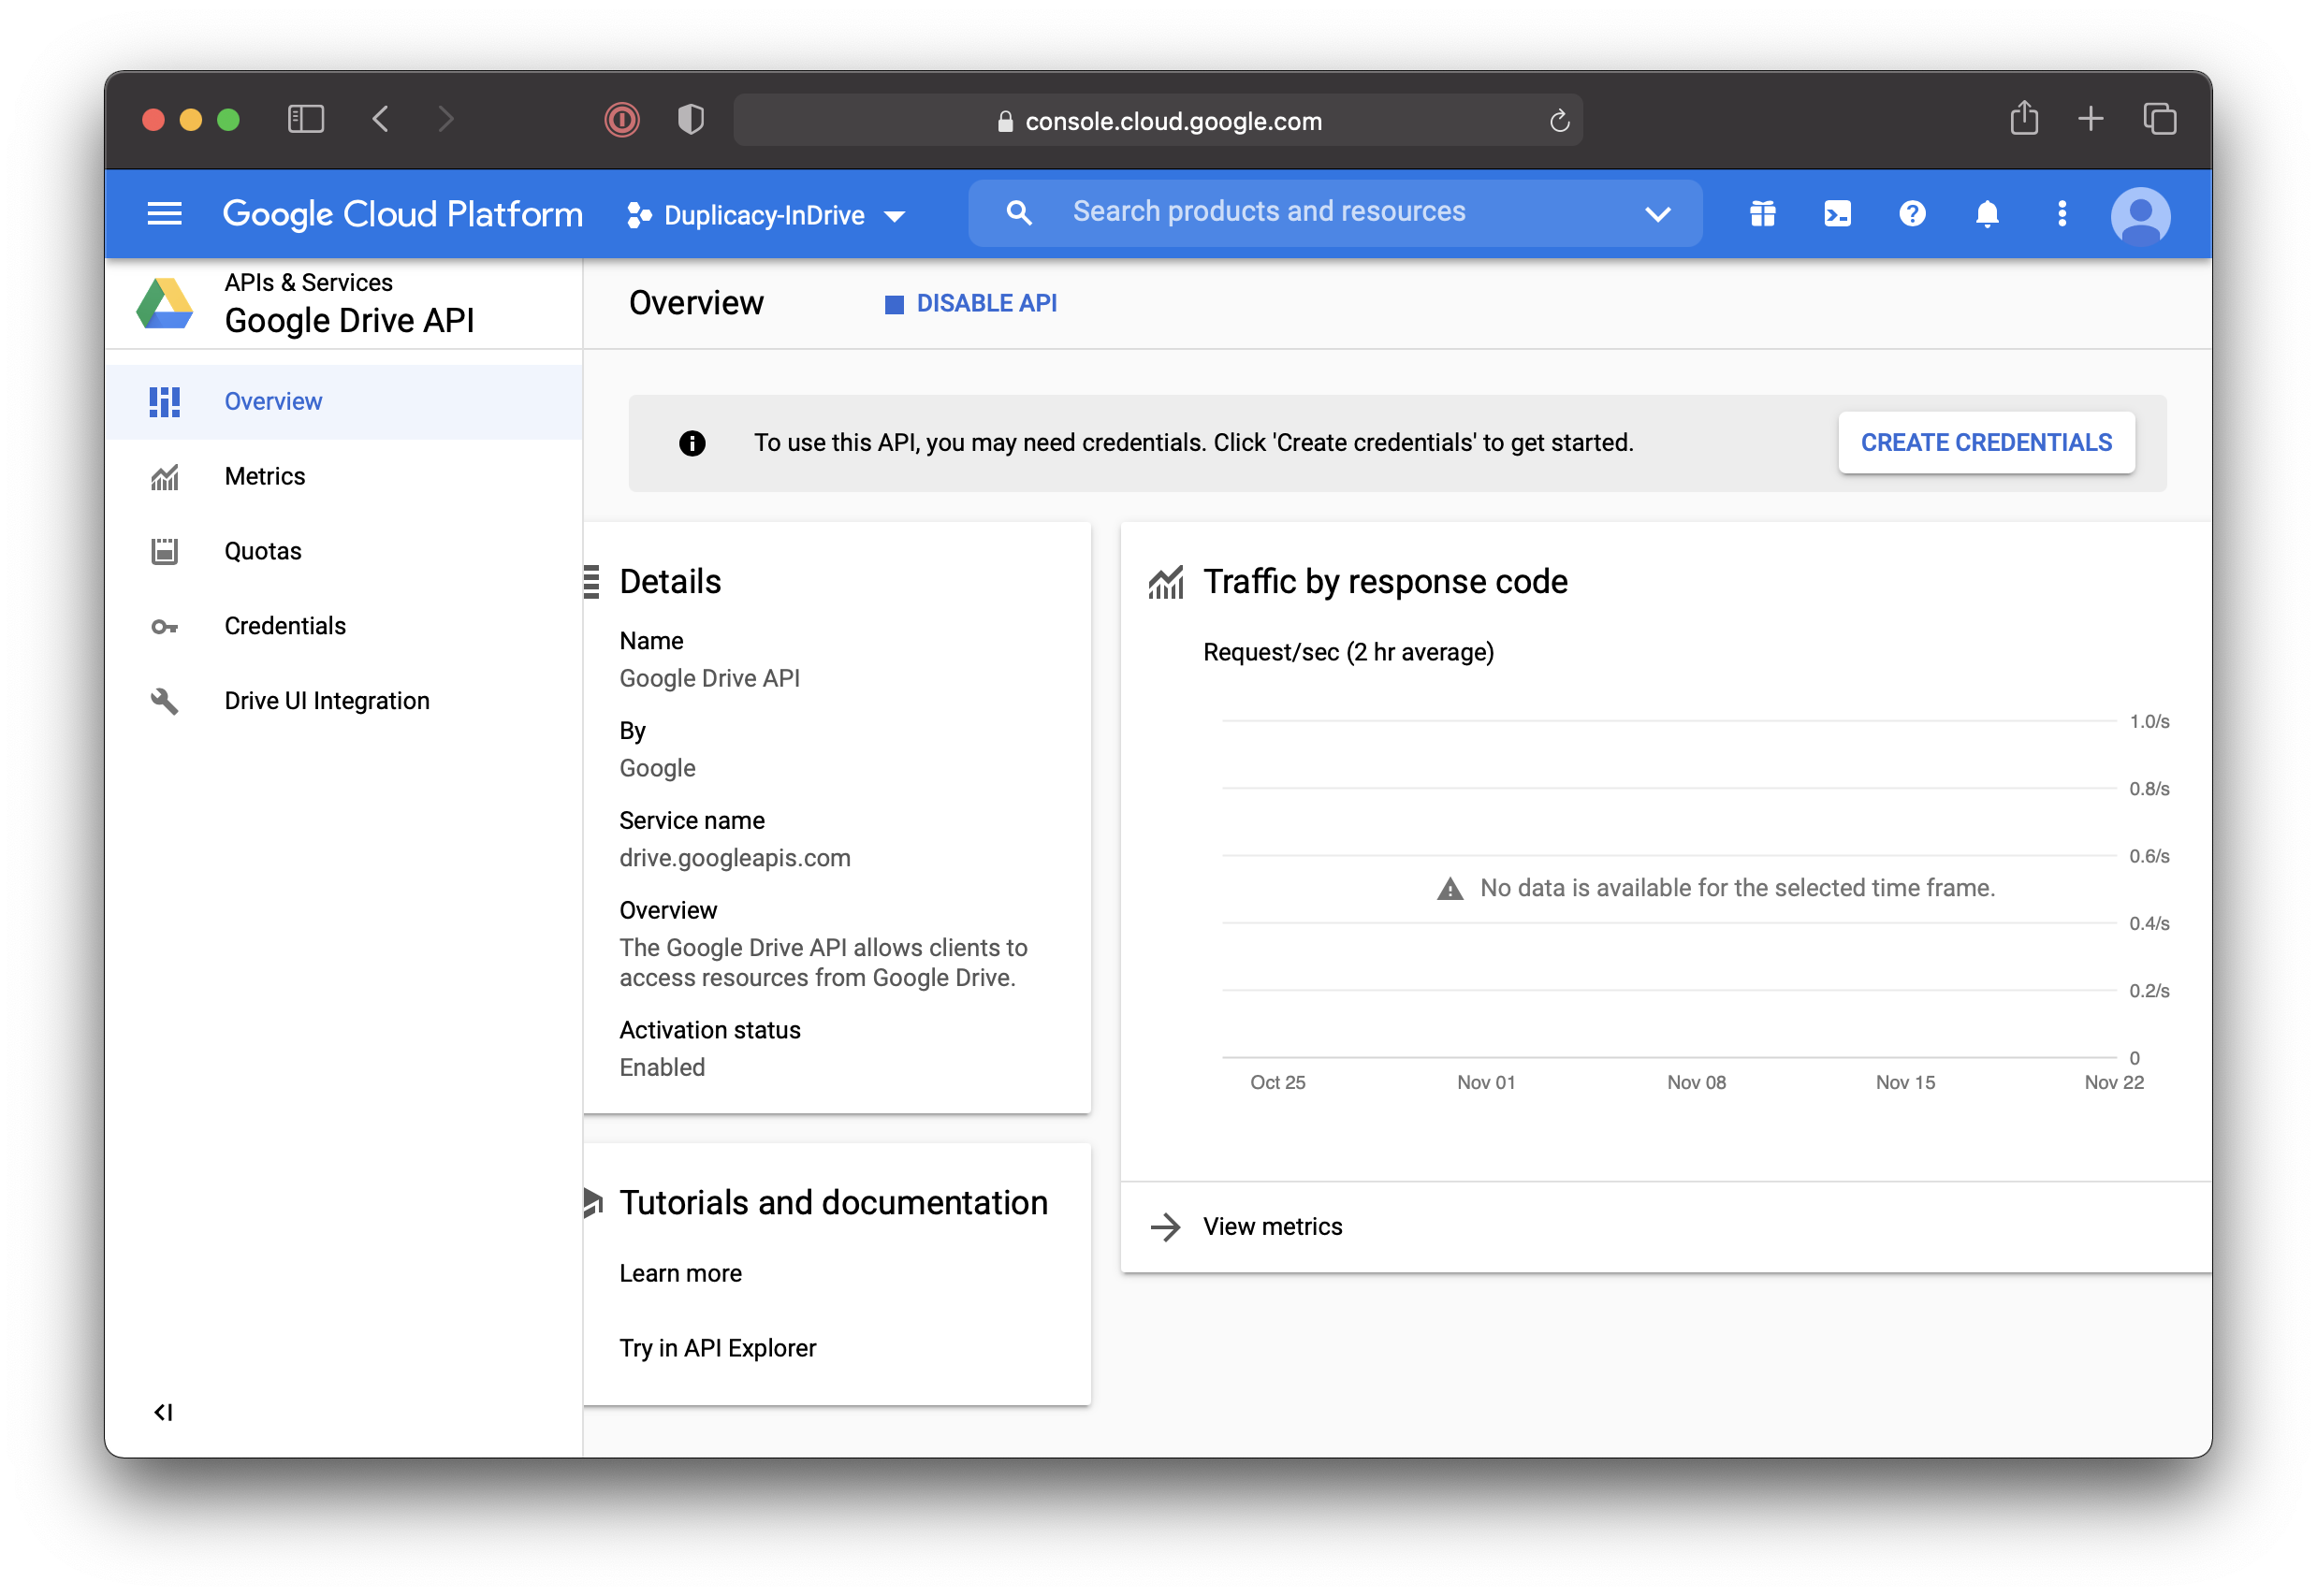 console.cloud.google.com
Google Cloud Platform
Duplicacy-InDrive
Search products and resources
APIs & Services
Google Drive API
Overview
DISABLE API
Overview
Metrics
Quotas
Credentials
Drive UI Integration
To use this API, you may need credentials. Click 'Create credentials' to get started.
CREATE CREDENTIALS
Details
Name
Google Drive API
By
Google
Service name
drive.googleapis.com
Overview
The Google Drive API allows clients to
access resources from Google Drive.
Activation status
Enabled
Tutorials and documentation
Learn more
Try in API Explorer
Traffic by response code
Request/sec (2 hr average)
1.0/s
0.8/s
0.6/s
No data is available for the selected time frame.
0.4/s
0.2/s
0
Oct 25
Nov 01
Nov 08
Nov 15
Nov 22
View metrics